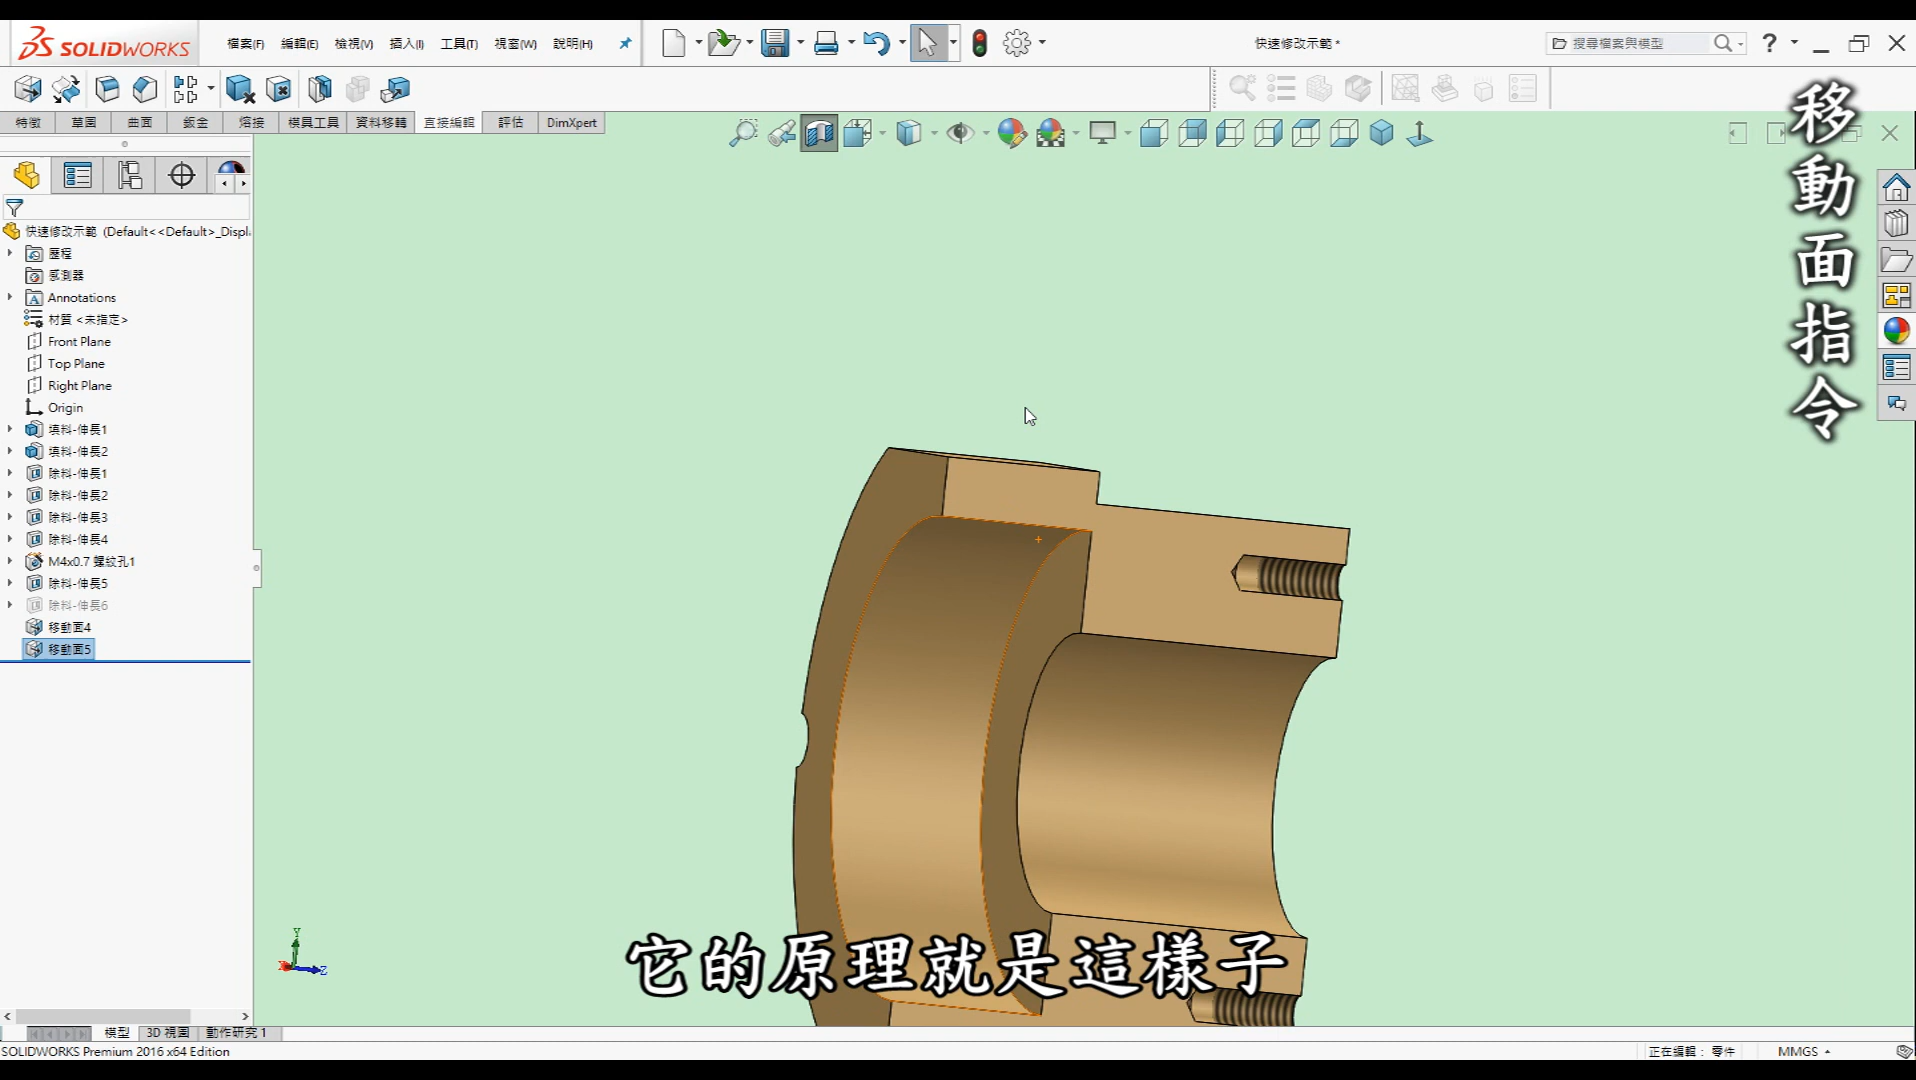 SOLIDWORKS
檔案(F) 編輯(E) 檢視(V) 插入(I) 工具(T) 視窗(W) 說明(H)
快速修改示範 *
搜尋檔案與模型
?
特徵 草圖 曲面 鈑金 熔接 模具工具 資料移轉 直接編輯 評估 DimXpert
移動面指令
快速修改示範 (Default<<Default>_Displ
歷程
感測器
Annotations
材質 <未指定>
Front Plane
Top Plane
Right Plane
Origin
填料-伸長1
填料-伸長2
除料-伸長1
除料-伸長2
除料-伸長3
除料-伸長4
M4x0.7 螺紋孔1
除料-伸長5
除料-伸長6
移動面4
移動面5
Y
Z
它的原理就是這樣子
模型 3D 視圖 動作研究 1
SOLIDWORKS Premium 2016 x64 Edition
正在編輯: 零件
MMGS